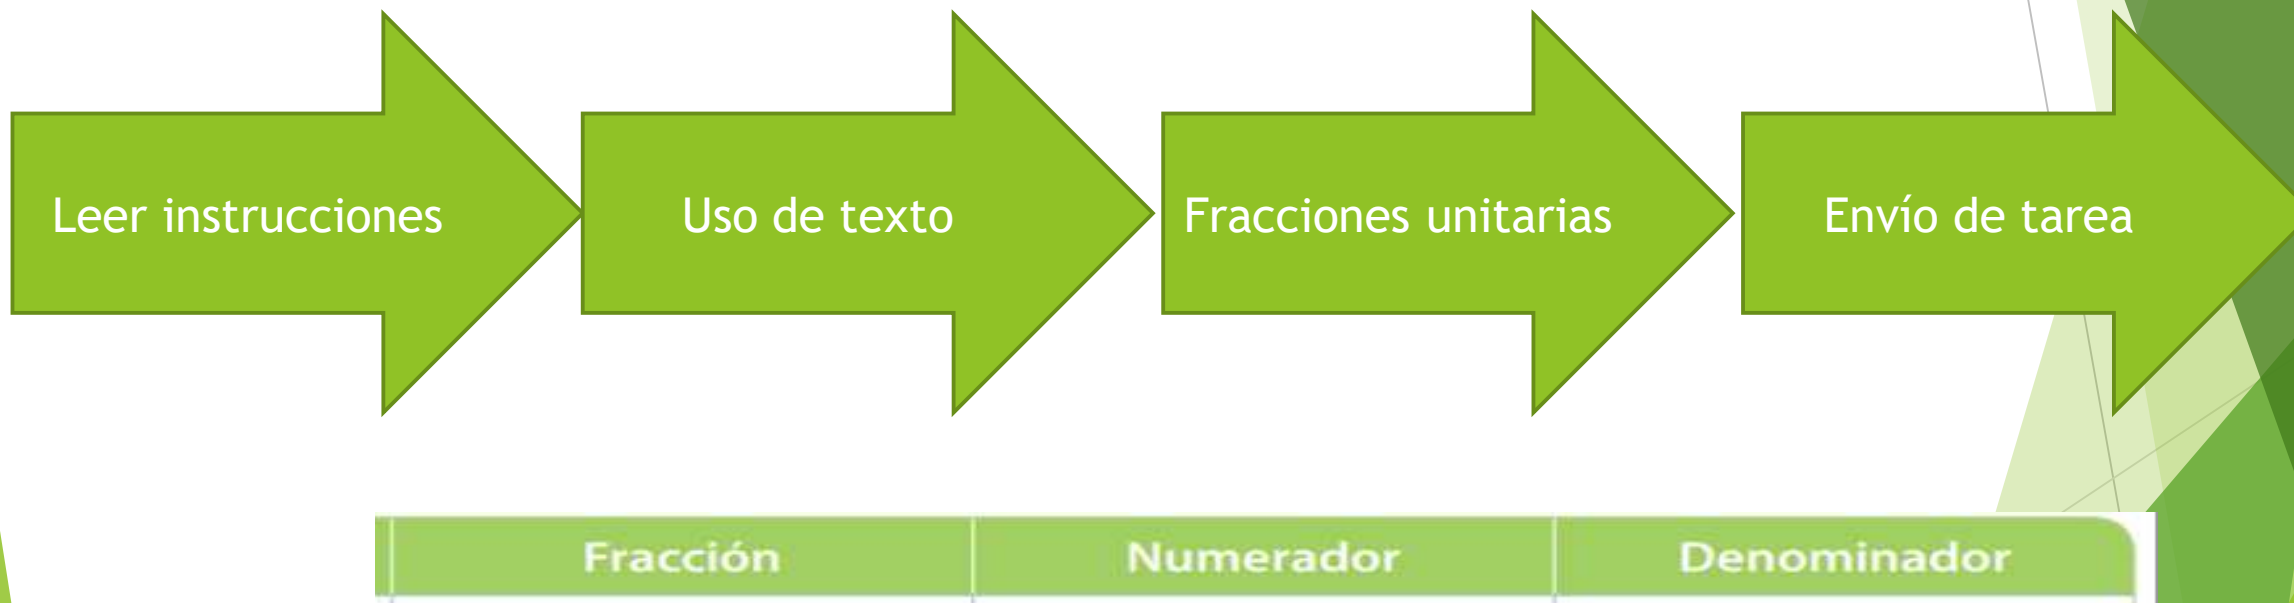 Leer instrucciones
Uso de texto
Fracciones unitarias
Envío de tarea
Fracción Numerador Denominador